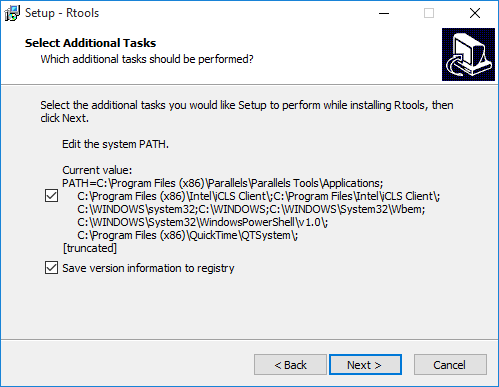 Setup - Rtools
Select Additional Tasks
Which additional tasks should be performed?
Select the additional tasks you would like Setup to perform while installing Rtools, then
click Next.
Edit the system PATH.
Current value:
PATH=C:\Program Files (x86)\Parallels\Parallels Tools\Applications;
C:\Program Files (x86)\Intel\iCLS Client\;C:\Program Files\Intel\iCLS Client\;
C:\WINDOWS\system32;C:\WINDOWS;C:\WINDOWS\System32\Wbem;
C:\WINDOWS\System32\WindowsPowerShell\v1.0\;
C:\Program Files (x86)\QuickTime\QTSystem\;
[truncated]
Save version information to registry
< Back
Next >
Cancel